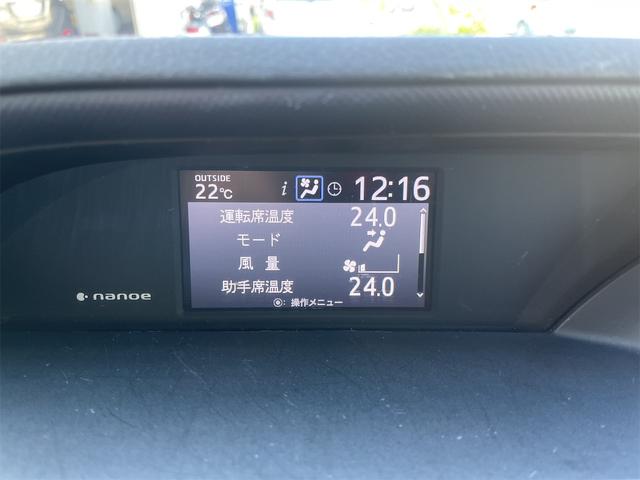 OUTSIDE
22℃ i 12:16
運転席温度 24.0
モード
風量
助手席温度 24.0
◉: 操作メニュー
nanoe